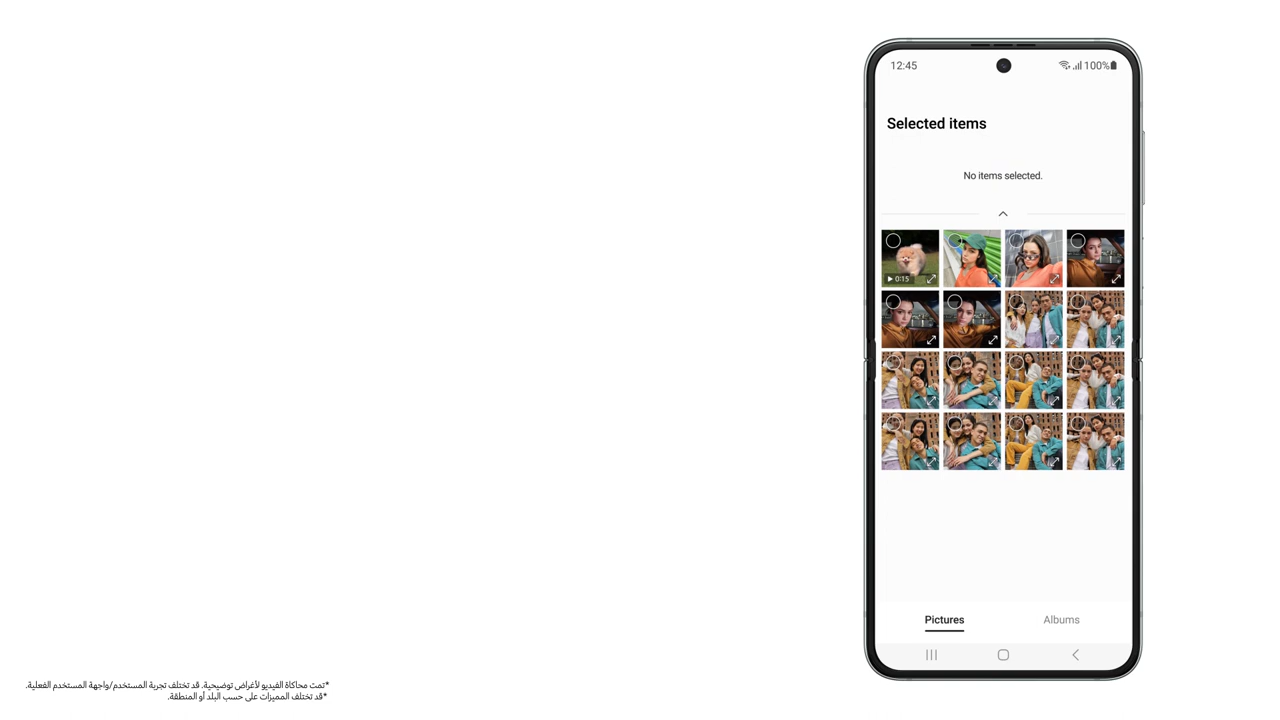 12:45
100%
Selected items
No items selected.
0:15
Pictures
Albums
*تمت محاكاة الفيديو لأغراض توضيحية. قد تختلف تجربة المستخدم/واجهة المستخدم الفعلية.
*قد تختلف المميزات على حسب البلد أو المنطقة.